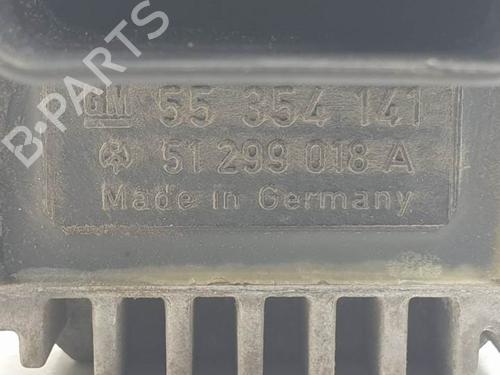 B-PARTS
GM 55 354 141
51 299 018 A
Made in Germany